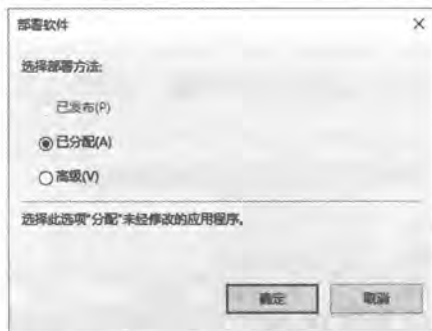 部署软件
选择部署方法:
已发布(P)
已分配(A)
高级(V)
选择此选项"分配"未经修改的应用程序。
确定
取消